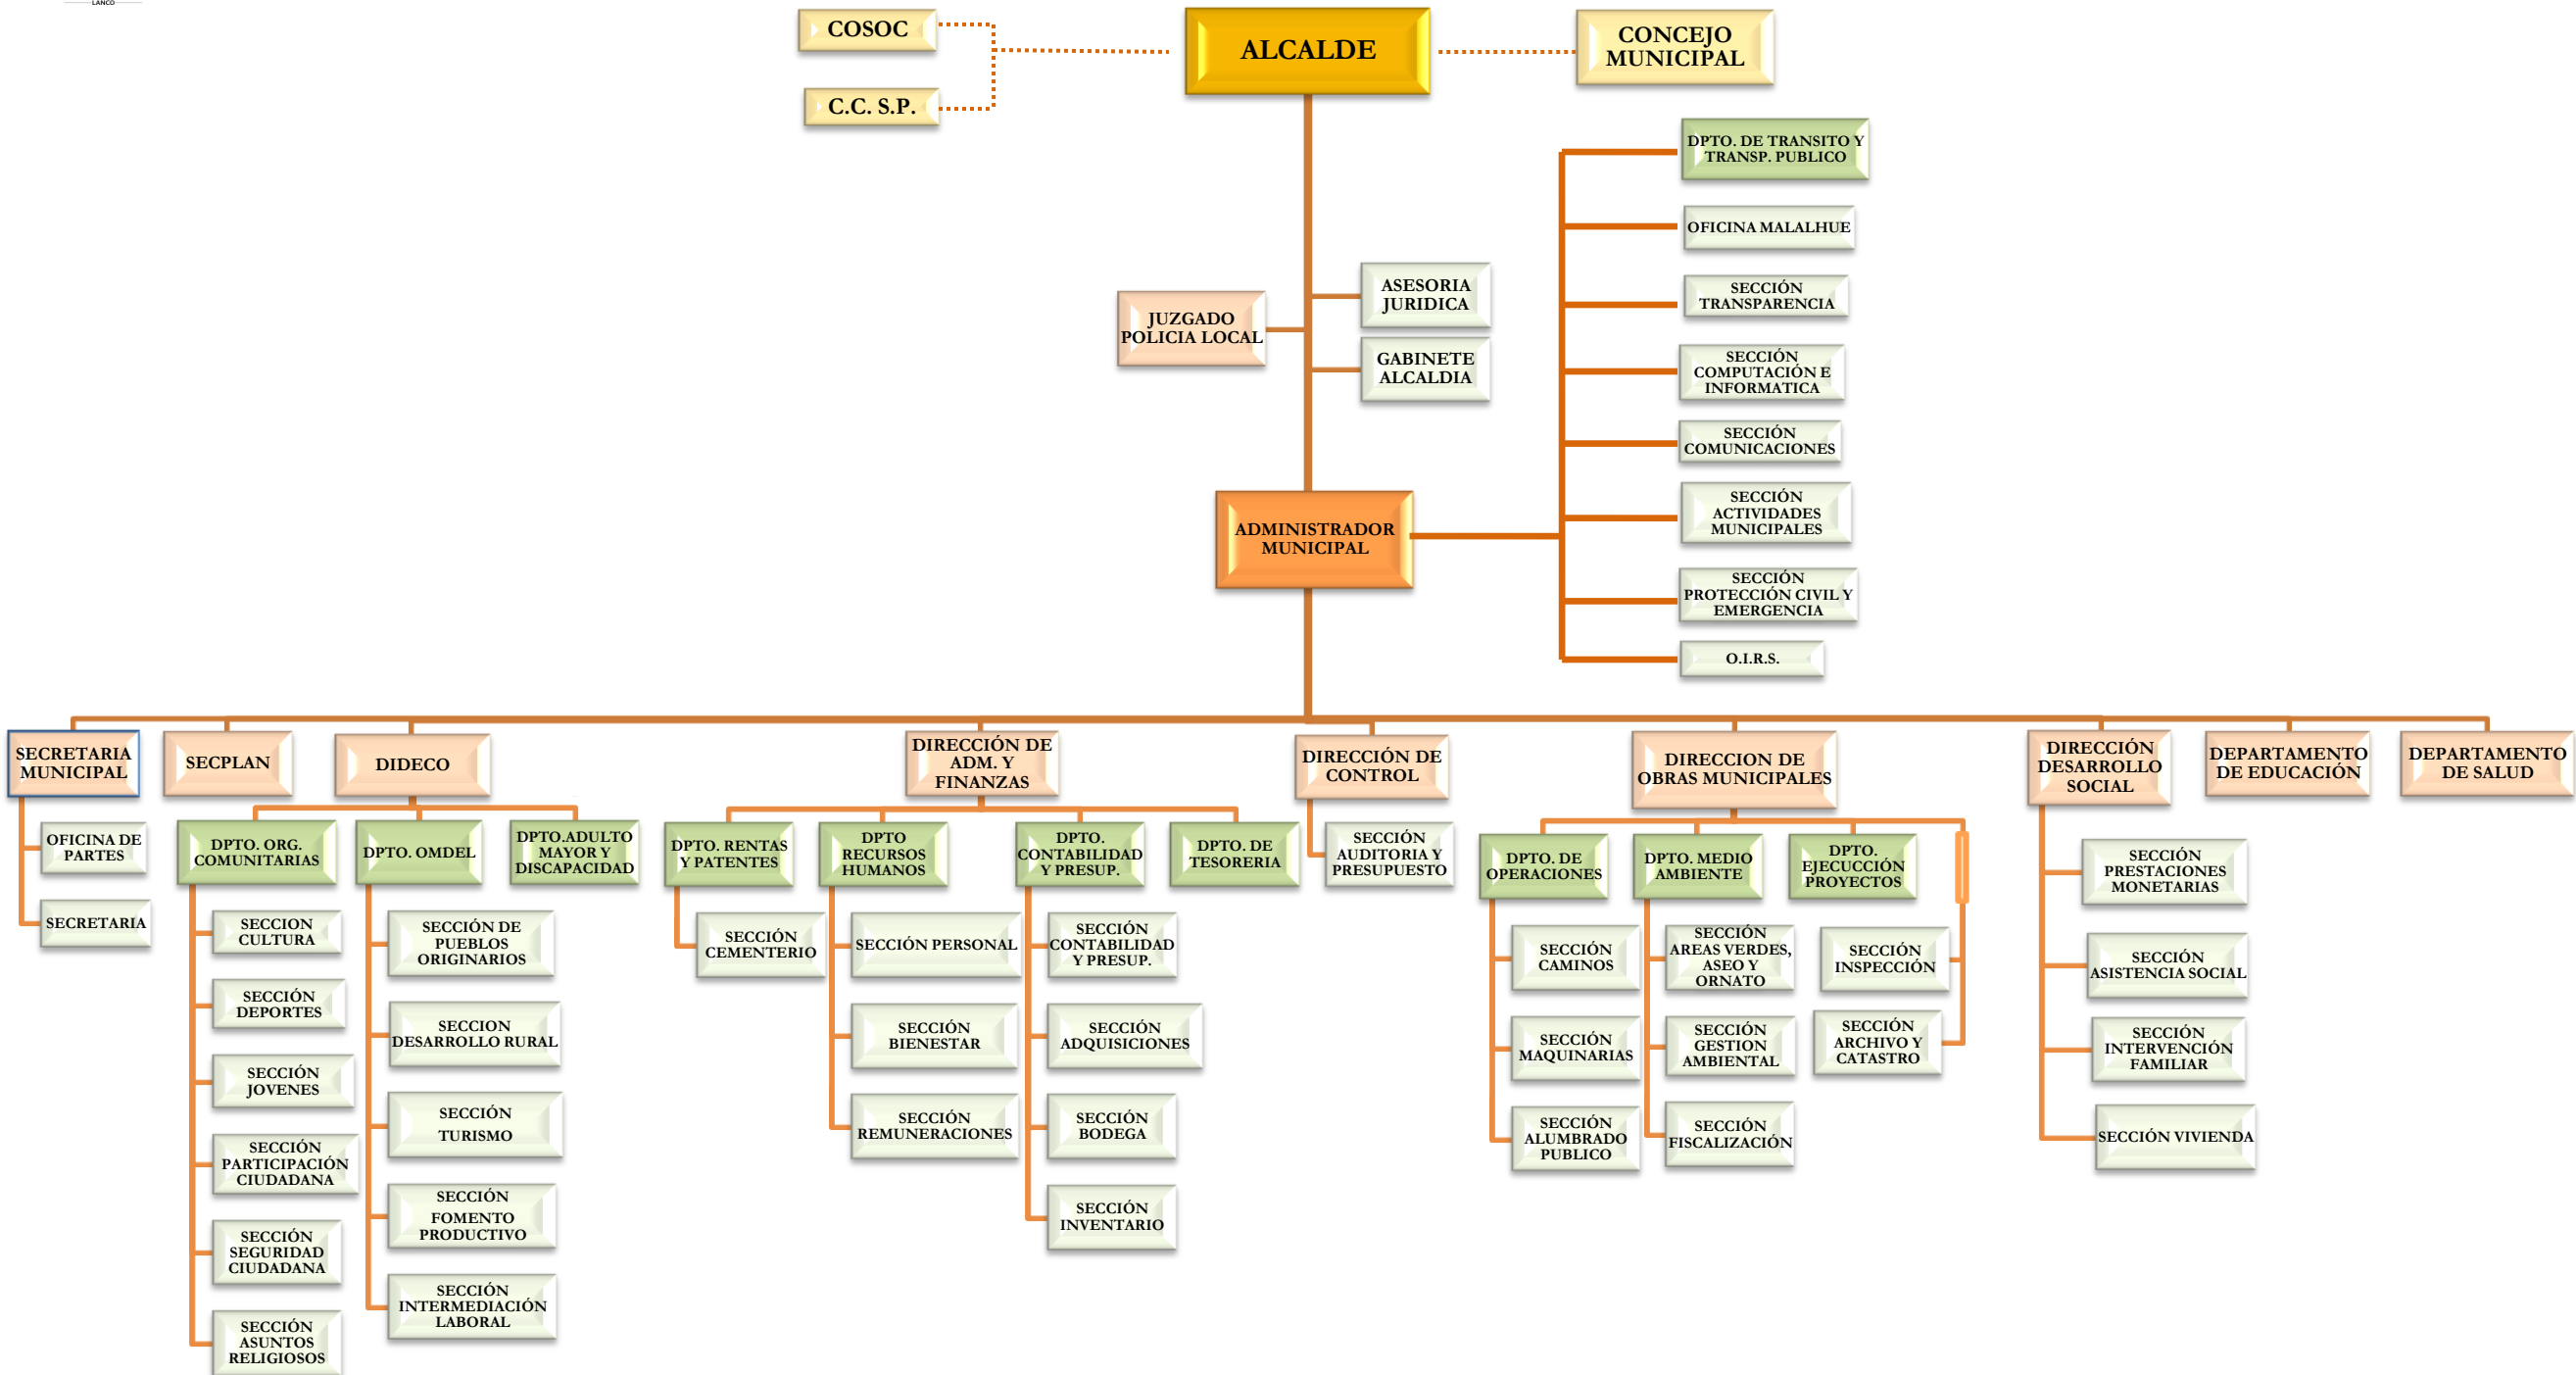 LANCO
COSOC
C.C. S.P.
ALCALDE
CONCEJO
MUNICIPAL
DPTO. DE TRANSITO Y
TRANSP. PUBLICO
OFICINA MALALHUE
SECCIÓN
TRANSPARENCIA
SECCIÓN
COMPUTACIÓN E
INFORMATICA
SECCIÓN
COMUNICACIONES
SECCIÓN
ACTIVIDADES
MUNICIPALES
SECCIÓN
PROTECCIÓN CIVIL Y
EMERGENCIA
O.I.R.S.
ASESORIA
JURIDICA
JUZGADO
POLICIA LOCAL
GABINETE
ALCALDIA
ADMINISTRADOR
MUNICIPAL
SECRETARIA
MUNICIPAL
OFICINA DE
PARTES
SECRETARIA
SECPLAN
DIDECO
DPTO. ORG.
COMUNITARIAS
SECCION
CULTURA
SECCIÓN
DEPORTES
SECCIÓN
JOVENES
SECCIÓN
PARTICIPACIÓN
CIUDADANA
SECCIÓN
SEGURIDAD
CIUDADANA
SECCIÓN
ASUNTOS
RELIGIOSOS
DPTO. OMDEL
SECCIÓN DE
PUEBLOS
ORIGINARIOS
SECCION
DESARROLLO RURAL
SECCIÓN
TURISMO
SECCIÓN
FOMENTO
PRODUCTIVO
SECCIÓN
INTERMEDIACIÓN
LABORAL
DPTO.ADULTO
MAYOR Y
DISCAPACIDAD
DIRECCIÓN DE
ADM. Y
FINANZAS
DPTO. RENTAS
Y PATENTES
SECCIÓN
CEMENTERIO
DPTO
RECURSOS
HUMANOS
SECCIÓN PERSONAL
SECCIÓN
BIENESTAR
SECCIÓN
REMUNERACIONES
DPTO.
CONTABILIDAD
Y PRESUP.
SECCIÓN
CONTABILIDAD
Y PRESUP.
SECCIÓN
ADQUISICIONES
SECCIÓN
BODEGA
SECCIÓN
INVENTARIO
DPTO. DE
TESORERIA
DIRECCIÓN DE
CONTROL
SECCIÓN
AUDITORIA Y
PRESUPUESTO
DIRECCION DE
OBRAS MUNICIPALES
DPTO. DE
OPERACIONES
SECCIÓN
CAMINOS
SECCIÓN
MAQUINARIAS
SECCIÓN
ALUMBRADO
PUBLICO
DPTO. MEDIO
AMBIENTE
SECCIÓN
AREAS VERDES,
ASEO Y
ORNATO
SECCIÓN
GESTION
AMBIENTAL
SECCIÓN
FISCALIZACIÓN
DPTO.
EJECUCCIÓN
PROYECTOS
SECCIÓN
INSPECCIÓN
SECCIÓN
ARCHIVO Y
CATASTRO
DIRECCIÓN
DESARROLLO
SOCIAL
SECCIÓN
PRESTACIONES
MONETARIAS
SECCIÓN
ASISTENCIA SOCIAL
SECCIÓN
INTERVENCIÓN
FAMILIAR
SECCIÓN VIVIENDA
DEPARTAMENTO
DE EDUCACIÓN
DEPARTAMENTO
DE SALUD